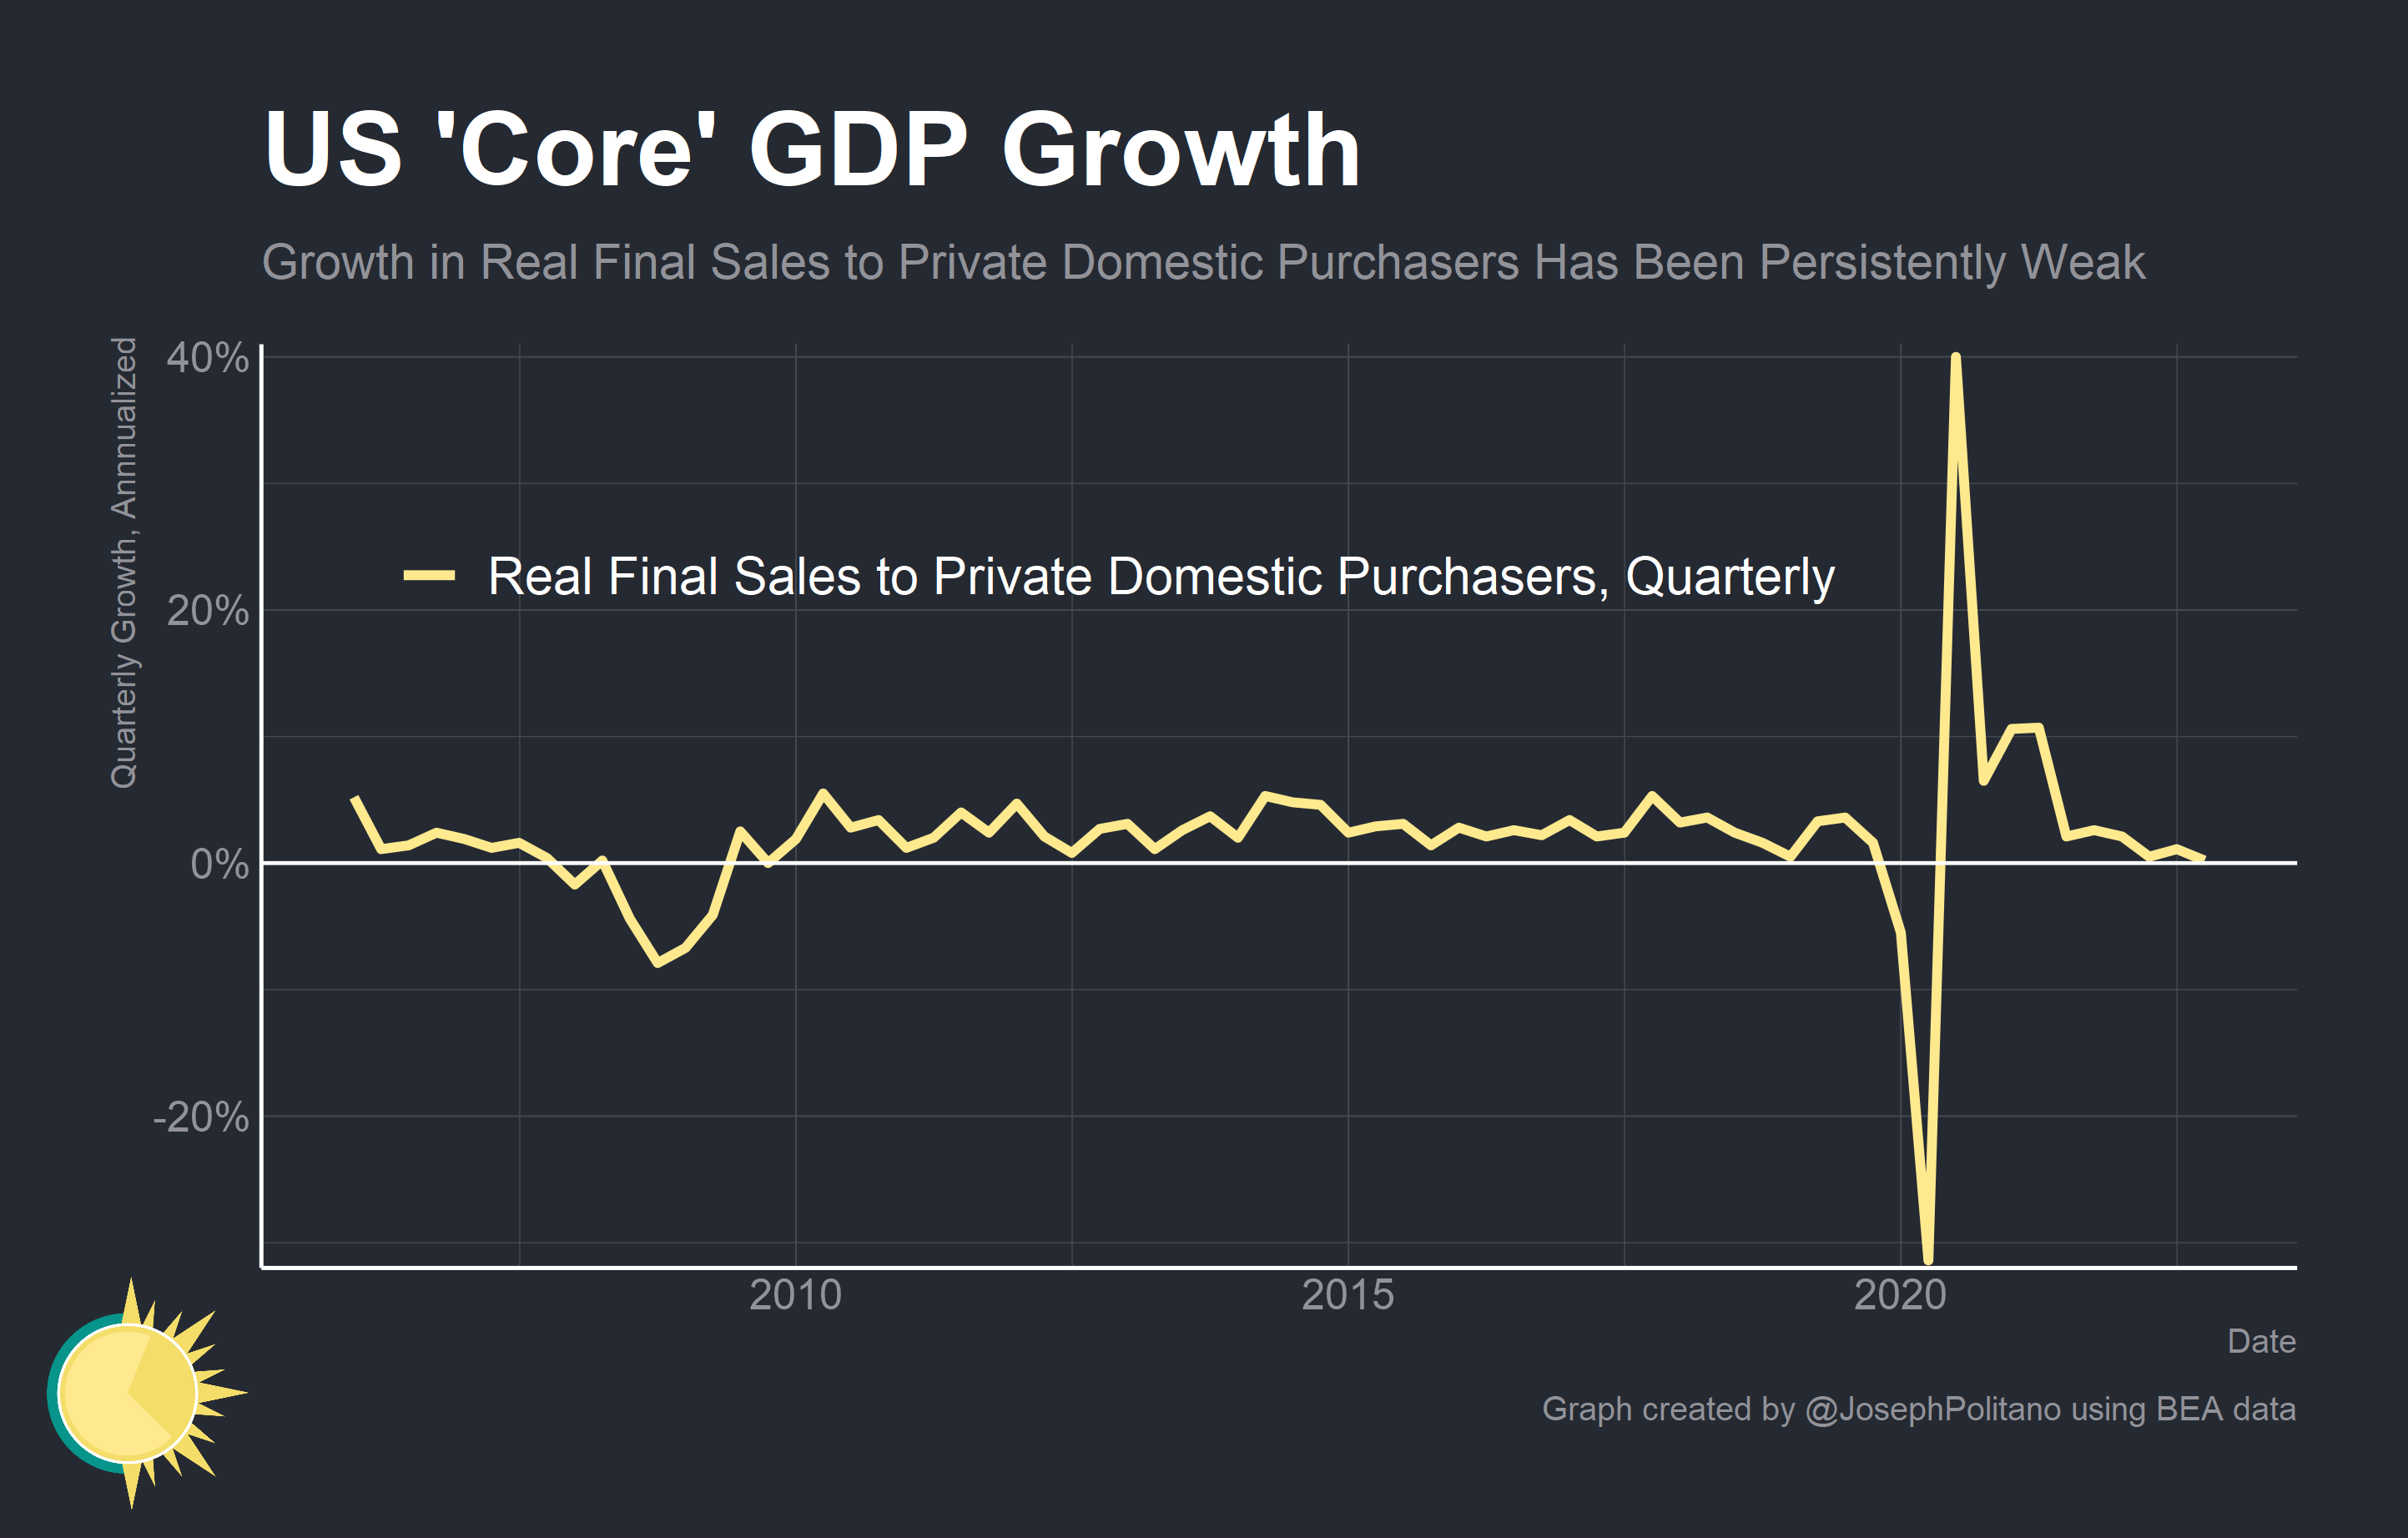 US 'Core' GDP Growth
Growth in Real Final Sales to Private Domestic Purchasers Has Been Persistently Weak
Quarterly Growth, Annnualized
40%
20%
0%
-20%
Real Final Sales to Private Domestic Purchasers, Quarterly
2010
2015
2020
Date
Graph created by @JosephPolitano using BEA data